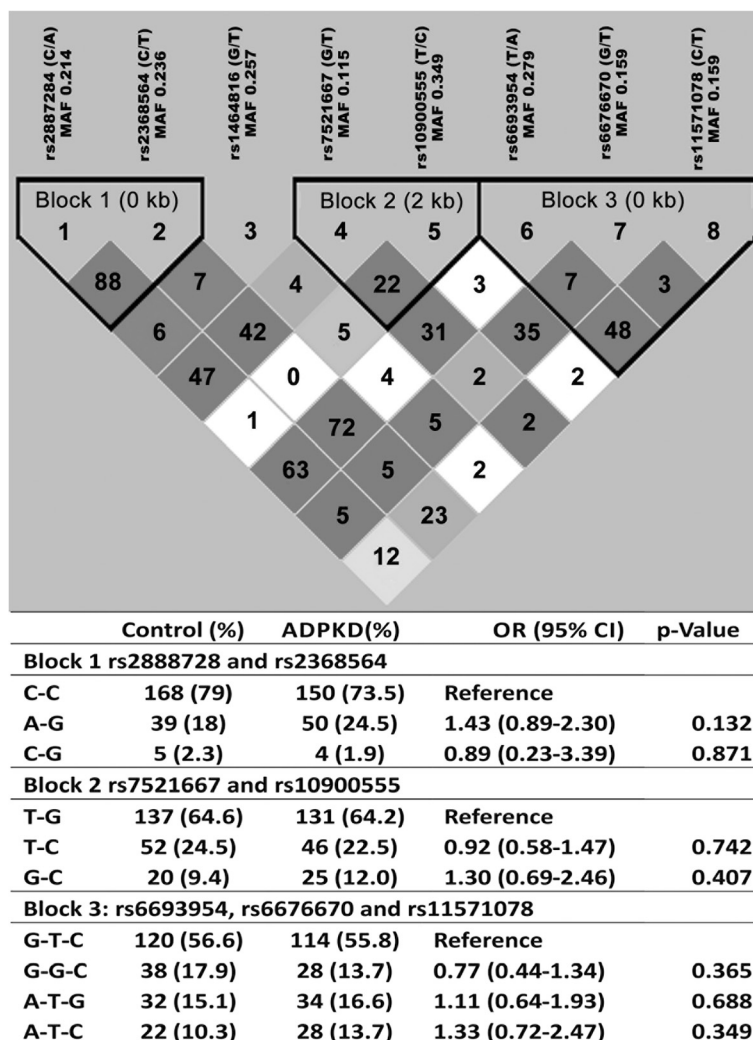 rs2887284 (C/A)
MAF 0.214
rs2368564 (C/T)
MAF 0.236
rs1464816 (G/T)
MAF 0.257
rs7521667 (G/T)
MAF 0.115
rs10900555 (T/C)
MAF 0.349
rs6693954 (T/A)
MAF 0.279
rs6676670 (G/T)
MAF 0.159
rs11571078 (C/T)
MAF 0.159
Block 1 (0 kb) Block 2 (2 kb) Block 3 (0 kb)
1 2 3 4 5 6 7 8
88 7 4 22 3 7 3
6 42 5 31 35 48
47 0 4 2 2
1 72 5 2
63 5 2
5 23
12
Control (%) ADPKD(%) OR (95% CI) p-Value
Block 1 rs2888728 and rs2368564
C-C 168 (79) 150 (73.5) Reference
A-G 39 (18) 50 (24.5) 1.43 (0.89-2.30) 0.132
C-G 5 (2.3) 4 (1.9) 0.89 (0.23-3.39) 0.871
Block 2 rs7521667 and rs10900555
T-G 137 (64.6) 131 (64.2) Reference
T-C 52 (24.5) 46 (22.5) 0.92 (0.58-1.47) 0.742
G-C 20 (9.4) 25 (12.0) 1.30 (0.69-2.46) 0.407
Block 3: rs6693954, rs6676670 and rs11571078
G-T-C 120 (56.6) 114 (55.8) Reference
G-G-C 38 (17.9) 28 (13.7) 0.77 (0.44-1.34) 0.365
A-T-G 32 (15.1) 34 (16.6) 1.11 (0.64-1.93) 0.688
A-T-C 22 (10.3) 28 (13.7) 1.33 (0.72-2.47) 0.349